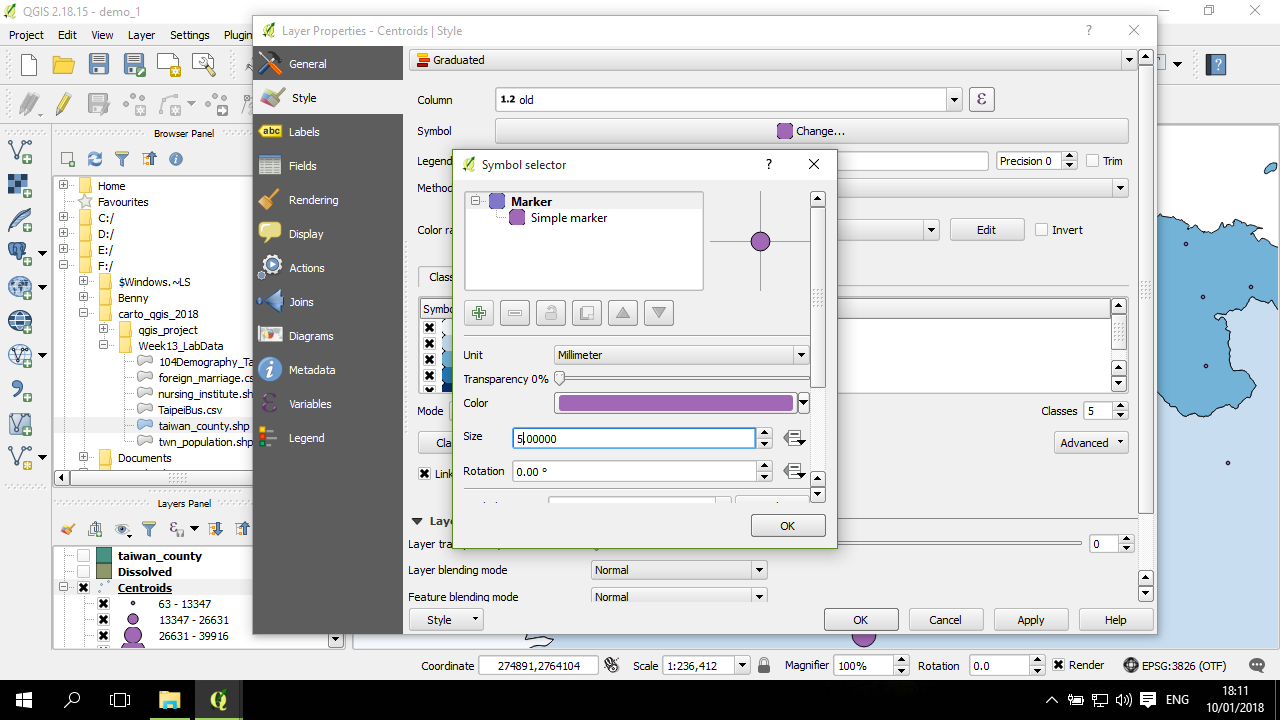 QGIS 2.18.15 - demo_1
Project Edit View Layer Settings Plugin
Browser Panel
Home
Favourites
C:/
D:/
E:/
F:/
$Windows.~LS
Benny
carto_qgis_2018
qgis_project
Week13_LabData
104Demography_Ta
foreign_marriage.cs
nursing_institute.sh
TaipeiBus.csv
taiwan_county.shp
twn_population.shp
Documents
Layers Panel
taiwan_county
Dissolved
Centroids
63 - 13347
13347 - 26631
26631 - 39916
Layer Properties - Centroids | Style
?
General
Style
abc Labels
Fields
Rendering
Display
Actions
Joins
Diagrams
Metadata
Variables
Legend
Graduated
Column 1.2 old ε
Symbol Change...
Legend Precision 0 Trim
Metho
Color ra Edit Invert
Class
Symbo
Mode Classes 5
Cla Advanced
Link
Laye
Layer tra 0
Layer blending mode Normal
Feature blending mode Normal
Style OK Cancel Apply Help
Symbol selector ?
Marker
Simple marker
Unit Millimeter
Transparency 0%
Color
Size 5.00000
Rotation 0.00 °
OK
Coordinate 274891,2764104 Scale 1:236,412 Magnifier 100% Rotation 0.0 Render EPSG:3826 (OTF)
ENG
18:11
10/01/2018